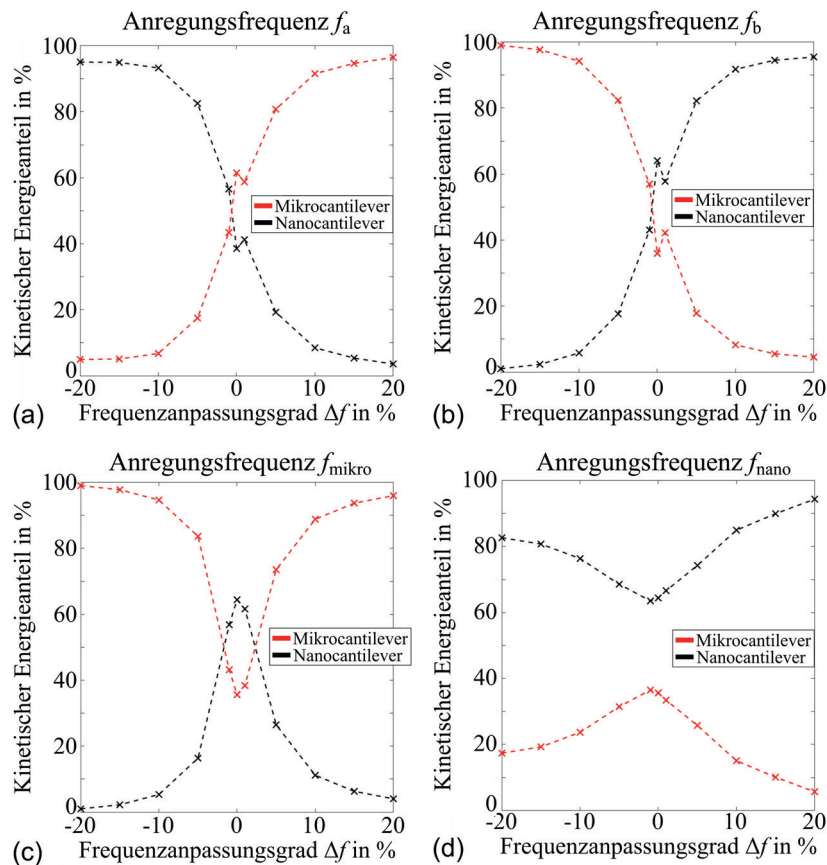 Anregungsfrequenz fa
Kinetischer Energieanteil in %
100
80
60
40
20
0
Mikrocantilever
Nanocantilever
-20 -10 0 10 20
(a) Frequenzanpassungsgrad Δf in %
Anregungsfrequenz fb
Kinetischer Energieanteil in %
100
80
60
40
20
0
Mikrocantilever
Nanocantilever
-20 -10 0 10 20
(b) Frequenzanpassungsgrad Δf in %
Anregungsfrequenz fmikro
Kinetischer Energieanteil in %
100
80
60
40
20
0
Mikrocantilever
Nanocantilever
-20 -10 0 10 20
(c) Frequenzanpassungsgrad Δf in %
Anregungsfrequenz fnano
Kinetischer Energieanteil in %
100
80
60
40
20
0
Mikrocantilever
Nanocantilever
-20 -10 0 10 20
(d) Frequenzanpassungsgrad Δf in %